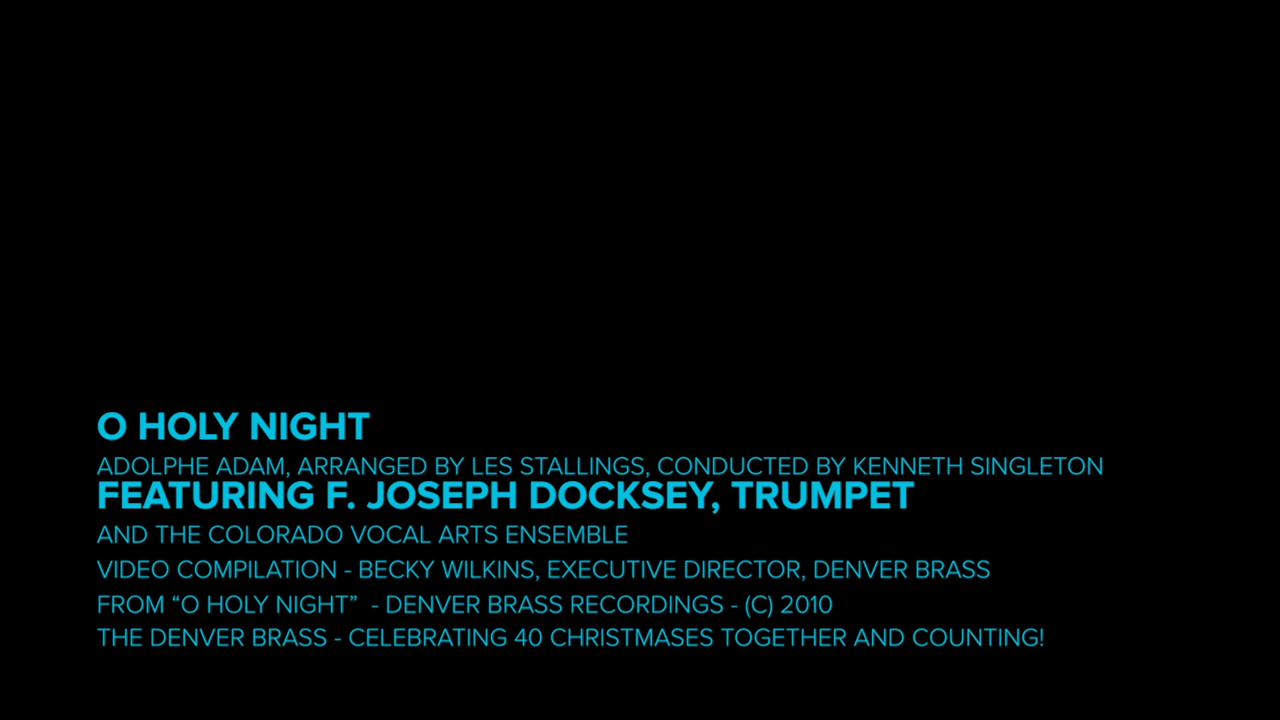 O HOLY NIGHT
ADOLPHE ADAM, ARRANGED BY LES STALLINGS, CONDUCTED BY KENNETH SINGLETON
FEATURING F. JOSEPH DOCKSEY, TRUMPET
AND THE COLORADO VOCAL ARTS ENSEMBLE
VIDEO COMPILATION - BECKY WILKINS, EXECUTIVE DIRECTOR, DENVER BRASS
FROM “O HOLY NIGHT”  - DENVER BRASS RECORDINGS - (C) 2010
THE DENVER BRASS - CELEBRATING 40 CHRISTMASES TOGETHER AND COUNTING!